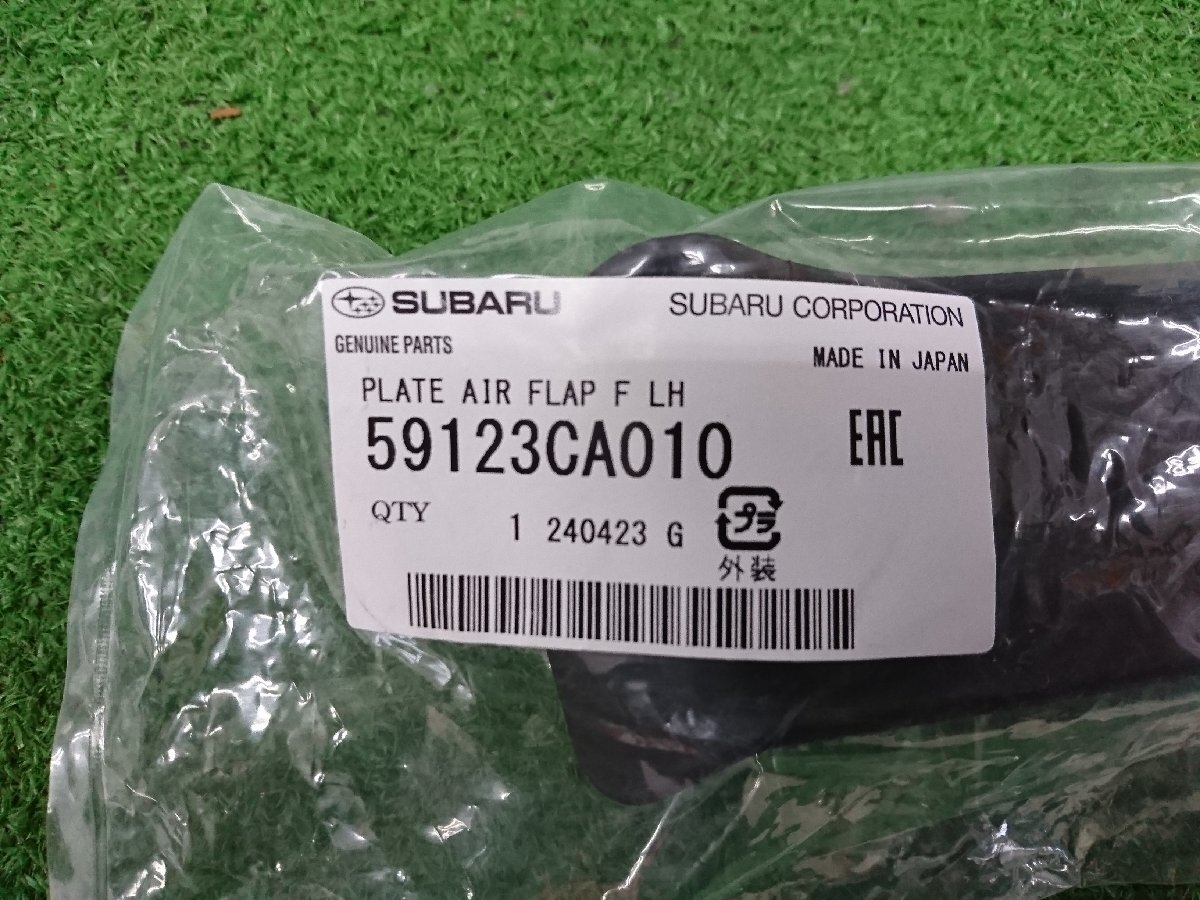 SUBARU SUBARU CORPORATION
GENUINE PARTS
MADE IN JAPAN
PLATE AIR FLAP F LH
59123CA010 EAC
QTY 1 240423 G プラ
外装